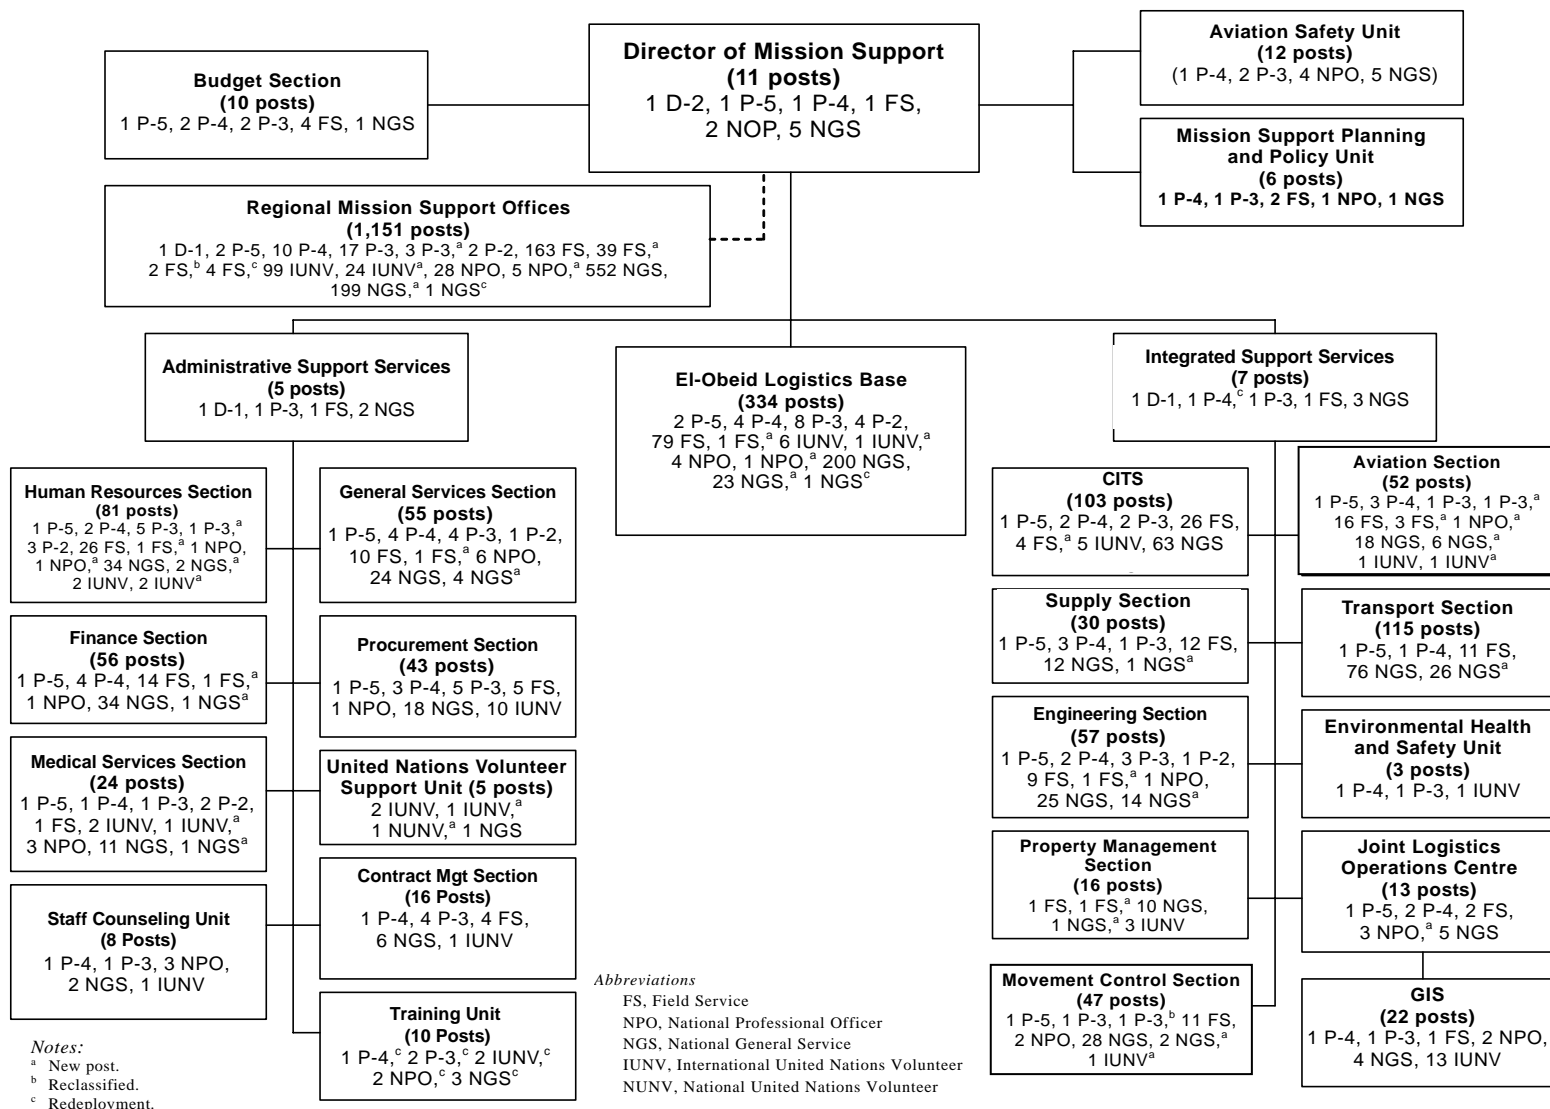 Director of Mission Support
(11 posts)
1 D-2, 1 P-5, 1 P-4, 1 FS,
2 NOP, 5 NGS
Budget Section
(10 posts)
1 P-5, 2 P-4, 2 P-3, 4 FS, 1 NGS
Aviation Safety Unit
(12 posts)
(1 P-4, 2 P-3, 4 NPO, 5 NGS)
Mission Support Planning
and Policy Unit
(6 posts)
1 P-4, 1 P-3, 2 FS, 1 NPO, 1 NGS
Regional Mission Support Offices
(1,151 posts)
1 D-1, 2 P-5, 10 P-4, 17 P-3, 3 P-3,ᵃ 2 P-2, 163 FS, 39 FS,ᵃ
2 FS,ᵇ 4 FS,ᶜ 99 IUNV, 24 IUNVᵃ, 28 NPO, 5 NPO,ᵃ 552 NGS,
199 NGS,ᵃ 1 NGSᶜ
Administrative Support Services
(5 posts)
1 D-1, 1 P-3, 1 FS, 2 NGS
El-Obeid Logistics Base
(334 posts)
2 P-5, 4 P-4, 8 P-3, 4 P-2,
79 FS, 1 FS,ᵃ 6 IUNV, 1 IUNV,ᵃ
4 NPO, 1 NPO,ᵃ 200 NGS,
23 NGS,ᵃ 1 NGSᶜ
Integrated Support Services
(7 posts)
1 D-1, 1 P-4,ᶜ 1 P-3, 1 FS, 3 NGS
Human Resources Section
(81 posts)
1 P-5, 2 P-4, 5 P-3, 1 P-3,ᵃ
3 P-2, 26 FS, 1 FS,ᵃ 1 NPO,
1 NPO,ᵃ 34 NGS, 2 NGS,ᵃ
2 IUNV, 2 IUNVᵃ
General Services Section
(55 posts)
1 P-5, 4 P-4, 4 P-3, 1 P-2,
10 FS, 1 FS,ᵃ 6 NPO,
24 NGS, 4 NGSᵃ
Finance Section
(56 posts)
1 P-5, 4 P-4, 14 FS, 1 FS,ᵃ
1 NPO, 34 NGS, 1 NGSᵃ
Procurement Section
(43 posts)
1 P-5, 3 P-4, 5 P-3, 5 FS,
1 NPO, 18 NGS, 10 IUNV
Medical Services Section
(24 posts)
1 P-5, 1 P-4, 1 P-3, 2 P-2,
1 FS, 2 IUNV, 1 IUNV,ᵃ
3 NPO, 11 NGS, 1 NGSᵃ
United Nations Volunteer
Support Unit (5 posts)
2 IUNV, 1 IUNV,ᵃ
1 NUNV,ᵃ 1 NGS
Staff Counseling Unit
(8 Posts)
1 P-4, 1 P-3, 3 NPO,
2 NGS, 1 IUNV
Contract Mgt Section
(16 Posts)
1 P-4, 4 P-3, 4 FS,
6 NGS, 1 IUNV
Training Unit
(10 Posts)
1 P-4,ᶜ 2 P-3,ᶜ 2 IUNV,ᶜ
2 NPO,ᶜ 3 NGSᶜ
CITS
(103 posts)
1 P-5, 2 P-4, 2 P-3, 26 FS,
4 FS,ᵃ 5 IUNV, 63 NGS
Aviation Section
(52 posts)
1 P-5, 3 P-4, 1 P-3, 1 P-3,ᵃ
16 FS, 3 FS,ᵃ 1 NPO,ᵃ
18 NGS, 6 NGS,ᵃ
1 IUNV, 1 IUNVᵃ
Supply Section
(30 posts)
1 P-5, 3 P-4, 1 P-3, 12 FS,
12 NGS, 1 NGSᵃ
Transport Section
(115 posts)
1 P-5, 1 P-4, 11 FS,
76 NGS, 26 NGSᵃ
Engineering Section
(57 posts)
1 P-5, 2 P-4, 3 P-3, 1 P-2,
9 FS, 1 FS,ᵃ 1 NPO,
25 NGS, 14 NGSᵃ
Environmental Health
and Safety Unit
(3 posts)
1 P-4, 1 P-3, 1 IUNV
Property Management
Section
(16 posts)
1 FS, 1 FS,ᵃ 10 NGS,
1 NGS,ᵃ 3 IUNV
Joint Logistics
Operations Centre
(13 posts)
1 P-5, 2 P-4, 2 FS,
3 NPO,ᵃ 5 NGS
Movement Control Section
(47 posts)
1 P-5, 1 P-3, 1 P-3,ᵇ 11 FS,
2 NPO, 28 NGS, 2 NGS,ᵃ
1 IUNVᵃ
GIS
(22 posts)
1 P-4, 1 P-3, 1 FS, 2 NPO,
4 NGS, 13 IUNV
Abbreviations
FS, Field Service
NPO, National Professional Officer
NGS, National General Service
IUNV, International United Nations Volunteer
NUNV, National United Nations Volunteer
Notes:
ᵃ New post.
ᵇ Reclassified.
ᶜ Redeployment.